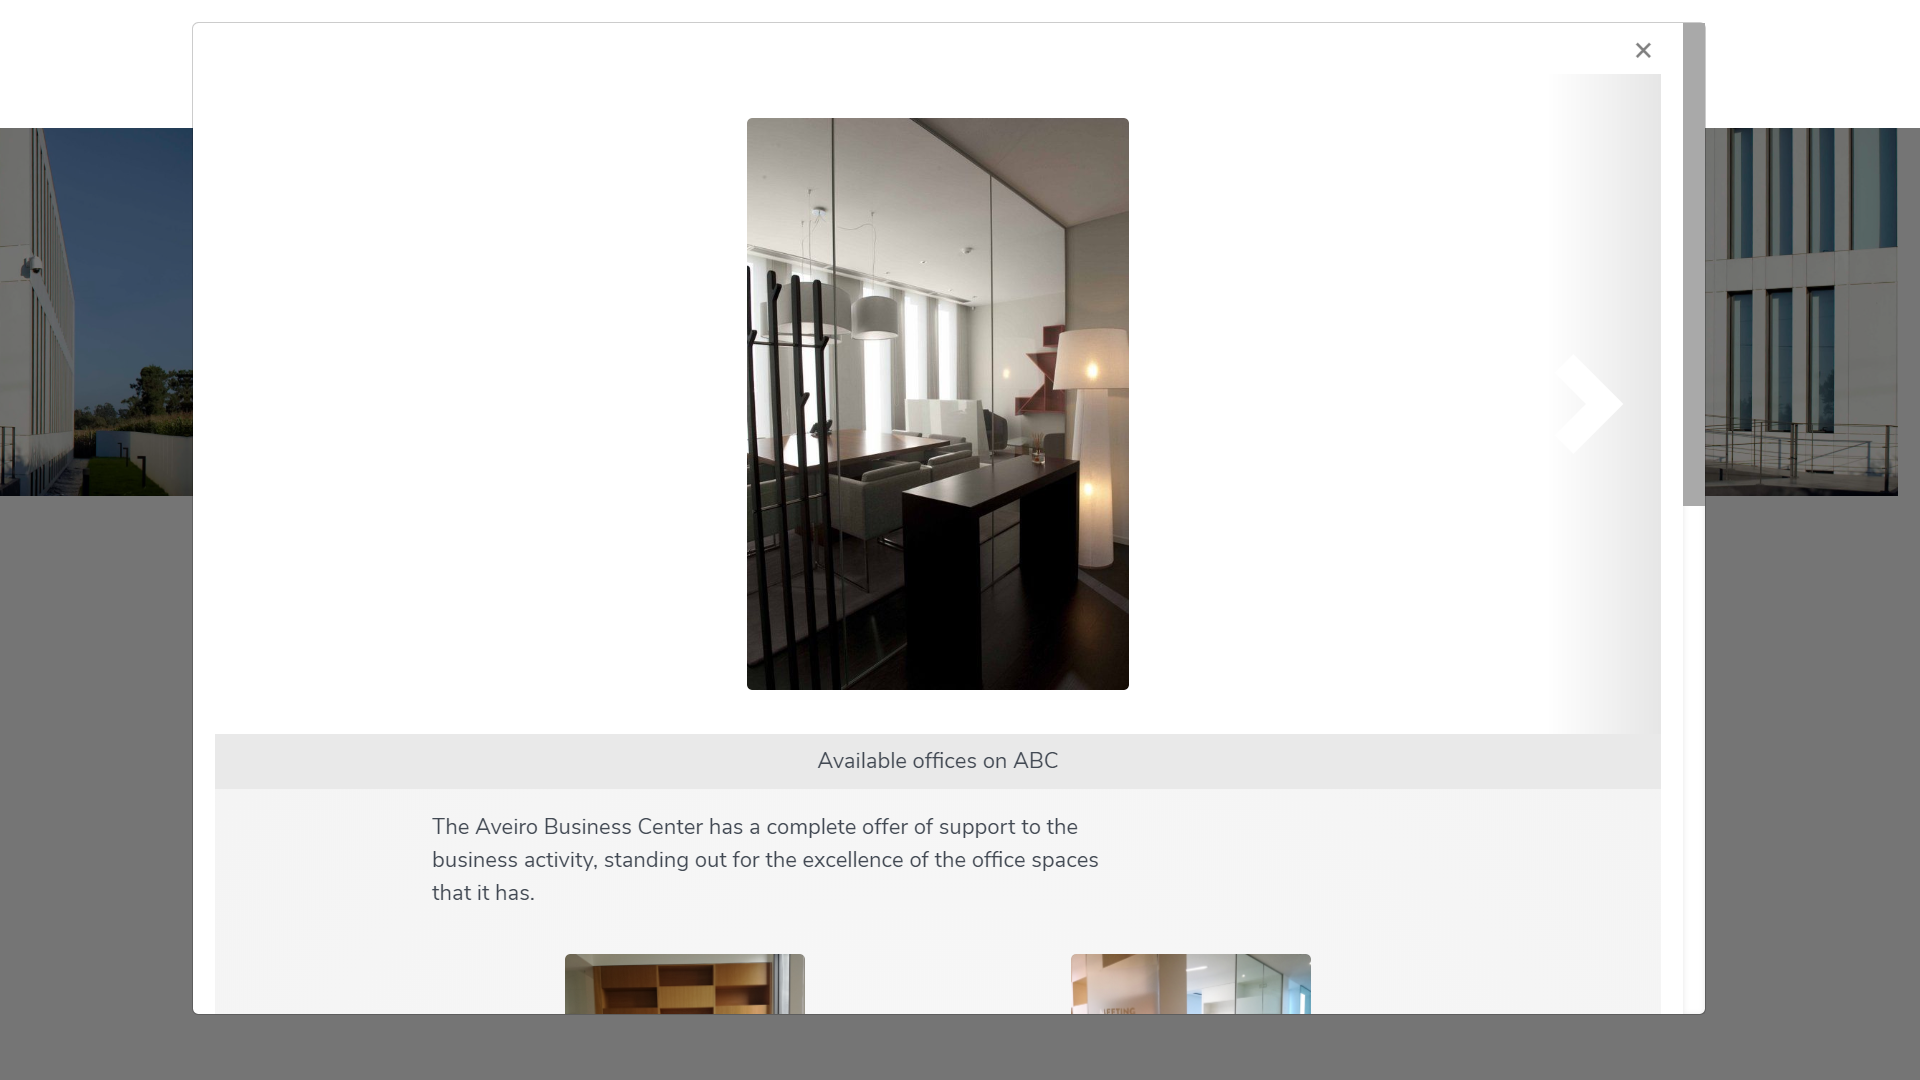 ×
Available offices on ABC
The Aveiro Business Center has a complete offer of support to the
business activity, standing out for the excellence of the office spaces
that it has.